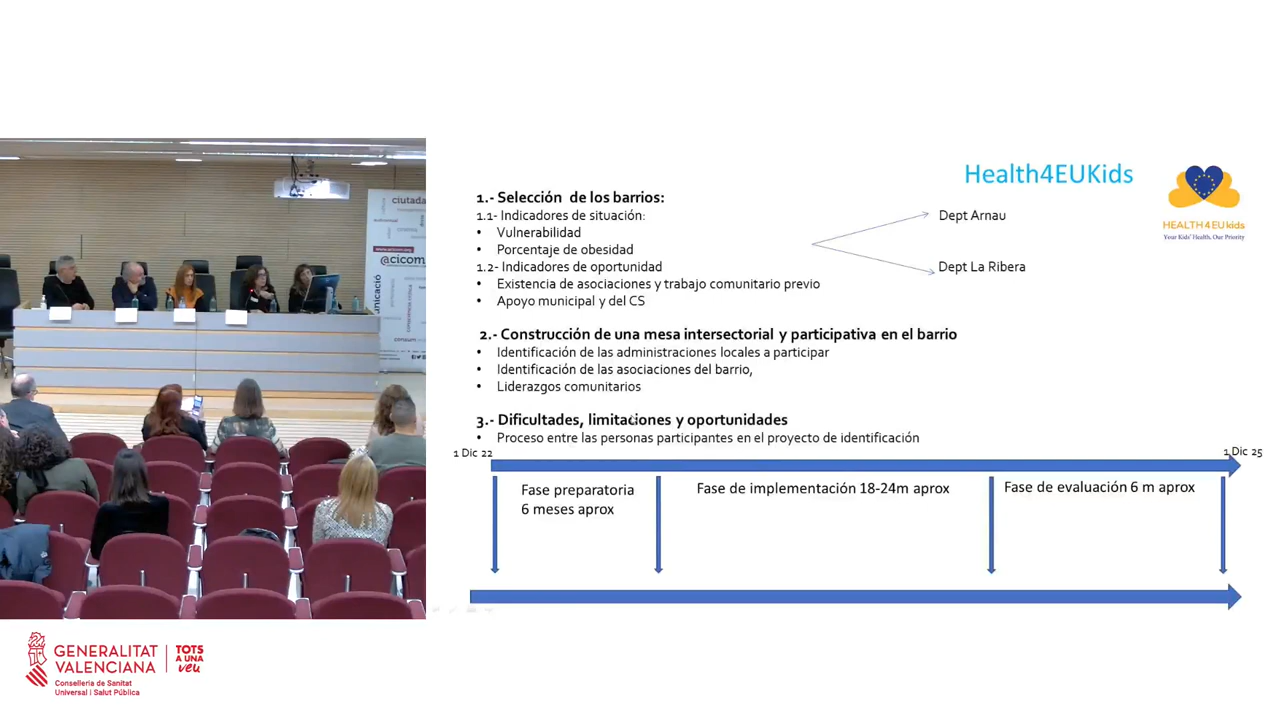 Health4EUKids
HEALTH4EUkids
Your Kids' Health, Our Priority
1.- Selección de los barrios:
1.1- Indicadores de situación:
• Vulnerabilidad
• Porcentaje de obesidad
1.2- Indicadores de oportunidad
• Existencia de asociaciones y trabajo comunitario previo
• Apoyo municipal y del CS
Dept Arnau
Dept La Ribera
2.- Construcción de una mesa intersectorial y participativa en el barrio
• Identificación de las administraciones locales a participar
• Identificación de las asociaciones del barrio,
• Liderazgos comunitarios
3.- Dificultades, limitaciones y oportunidades
• Proceso entre las personas participantes en el proyecto de identificación
1 Dic 22
1 Dic 25
Fase preparatoria
6 meses aprox
Fase de implementación 18-24m aprox
Fase de evaluación 6 m aprox
ciutada
@acicom
GENERALITAT
VALENCIANA
Conselleria de Sanitat
Universal i Salut Pública
TOTS
A UNA
veu